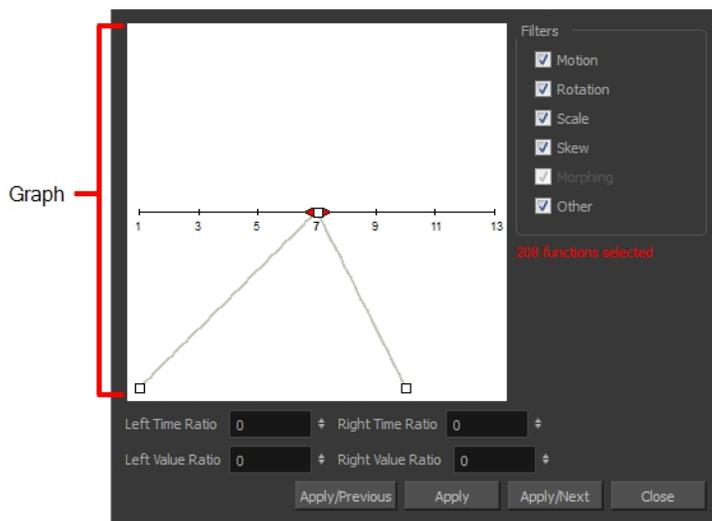 Filters
Motion
Rotation
Scale
Skew
Morphing
Other
208 functions selected
Graph
1 3 5 7 9 11 13
Left Time Ratio 0 Right Time Ratio 0
Left Value Ratio 0 Right Value Ratio 0
Apply/Previous Apply Apply/Next Close